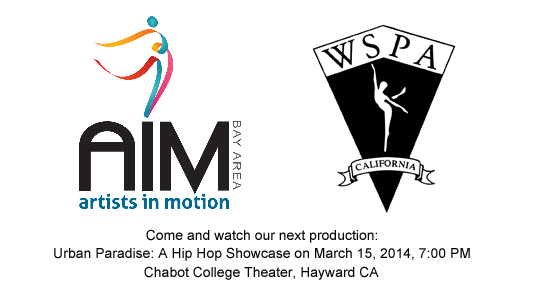 WSPA
AIM
BAY AREA
artists in motion
CALIFORNIA
Come and watch our next production:
Urban Paradise: A Hip Hop Showcase on March 15, 2014, 7:00 PM
Chabot College Theater, Hayward CA